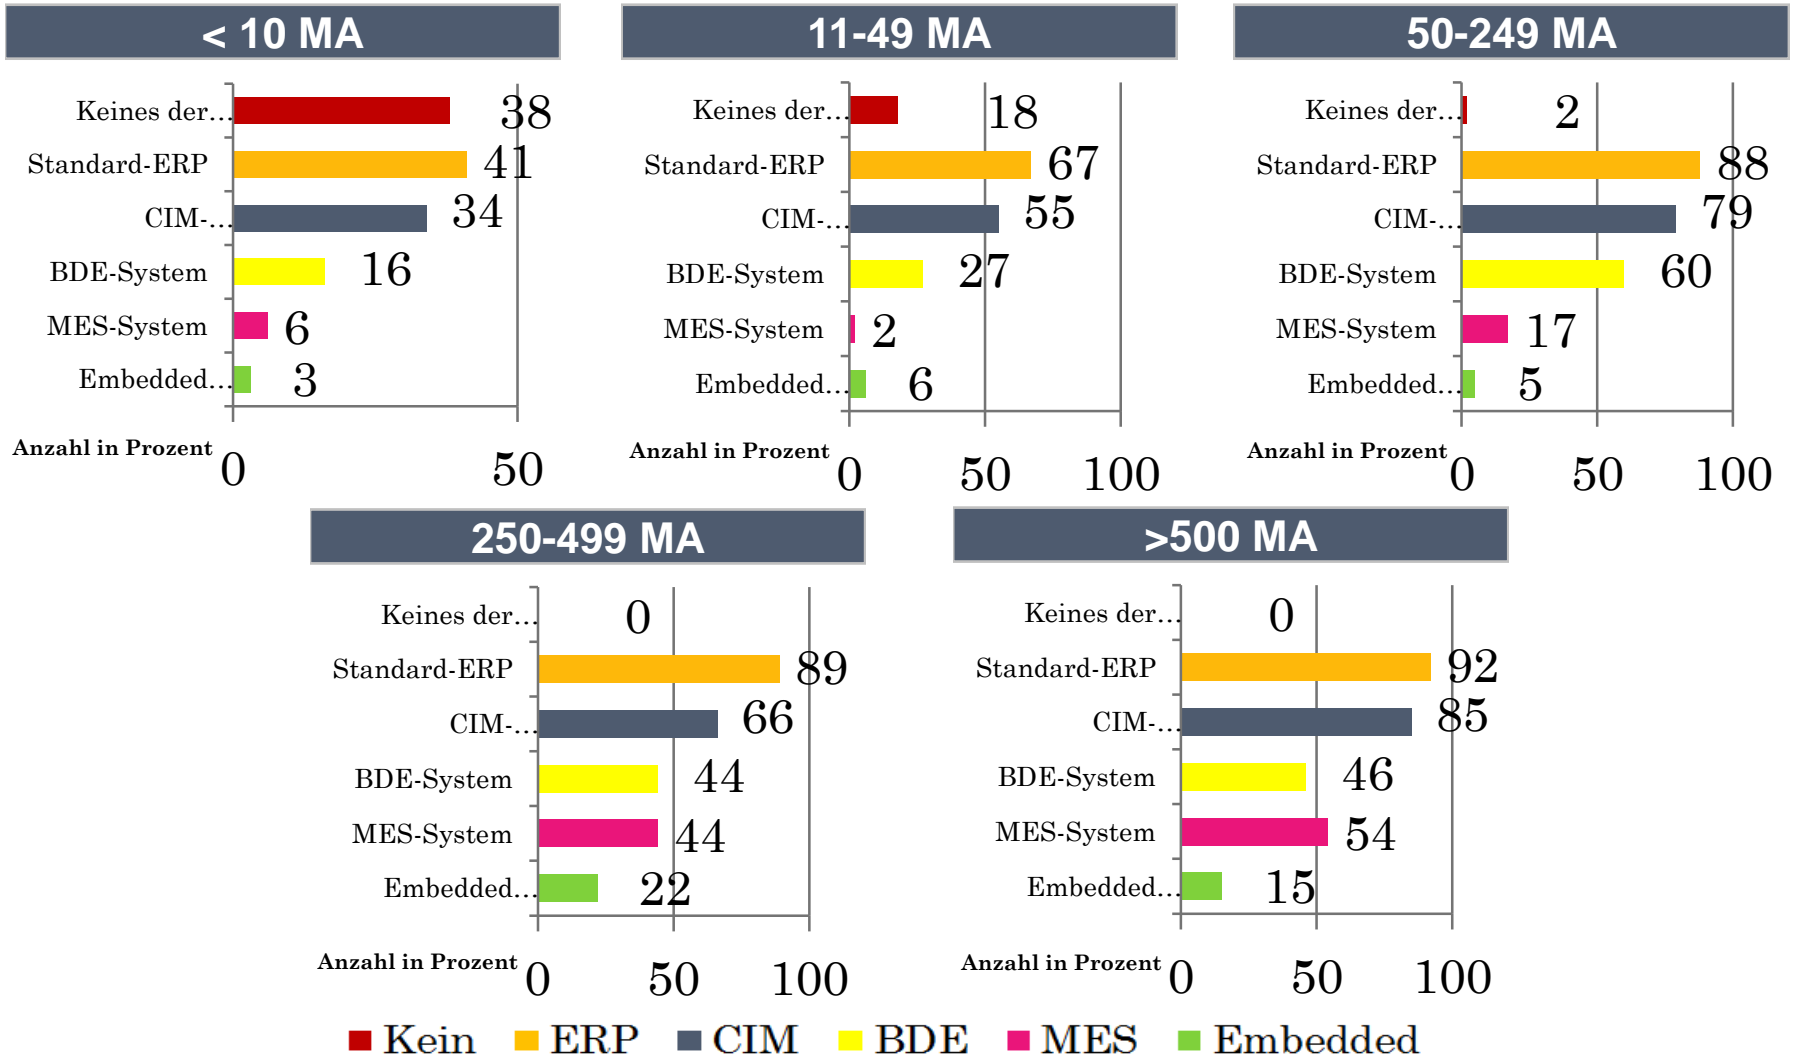 < 10 MA
Keines der... 38
Standard-ERP 41
CIM-... 34
BDE-System 16
MES-System 6
Embedded... 3
Anzahl in Prozent 0 50
11-49 MA
Keines der... 18
Standard-ERP 67
CIM-... 55
BDE-System 27
MES-System 2
Embedded... 6
Anzahl in Prozent 0 50 100
50-249 MA
Keines der... 2
Standard-ERP 88
CIM-... 79
BDE-System 60
MES-System 17
Embedded... 5
Anzahl in Prozent 0 50 100
250-499 MA
Keines der... 0
Standard-ERP 89
CIM-... 66
BDE-System 44
MES-System 44
Embedded... 22
Anzahl in Prozent 0 50 100
>500 MA
Keines der... 0
Standard-ERP 92
CIM-... 85
BDE-System 46
MES-System 54
Embedded... 15
Anzahl in Prozent 0 50 100
Kein ERP CIM BDE MES Embedded